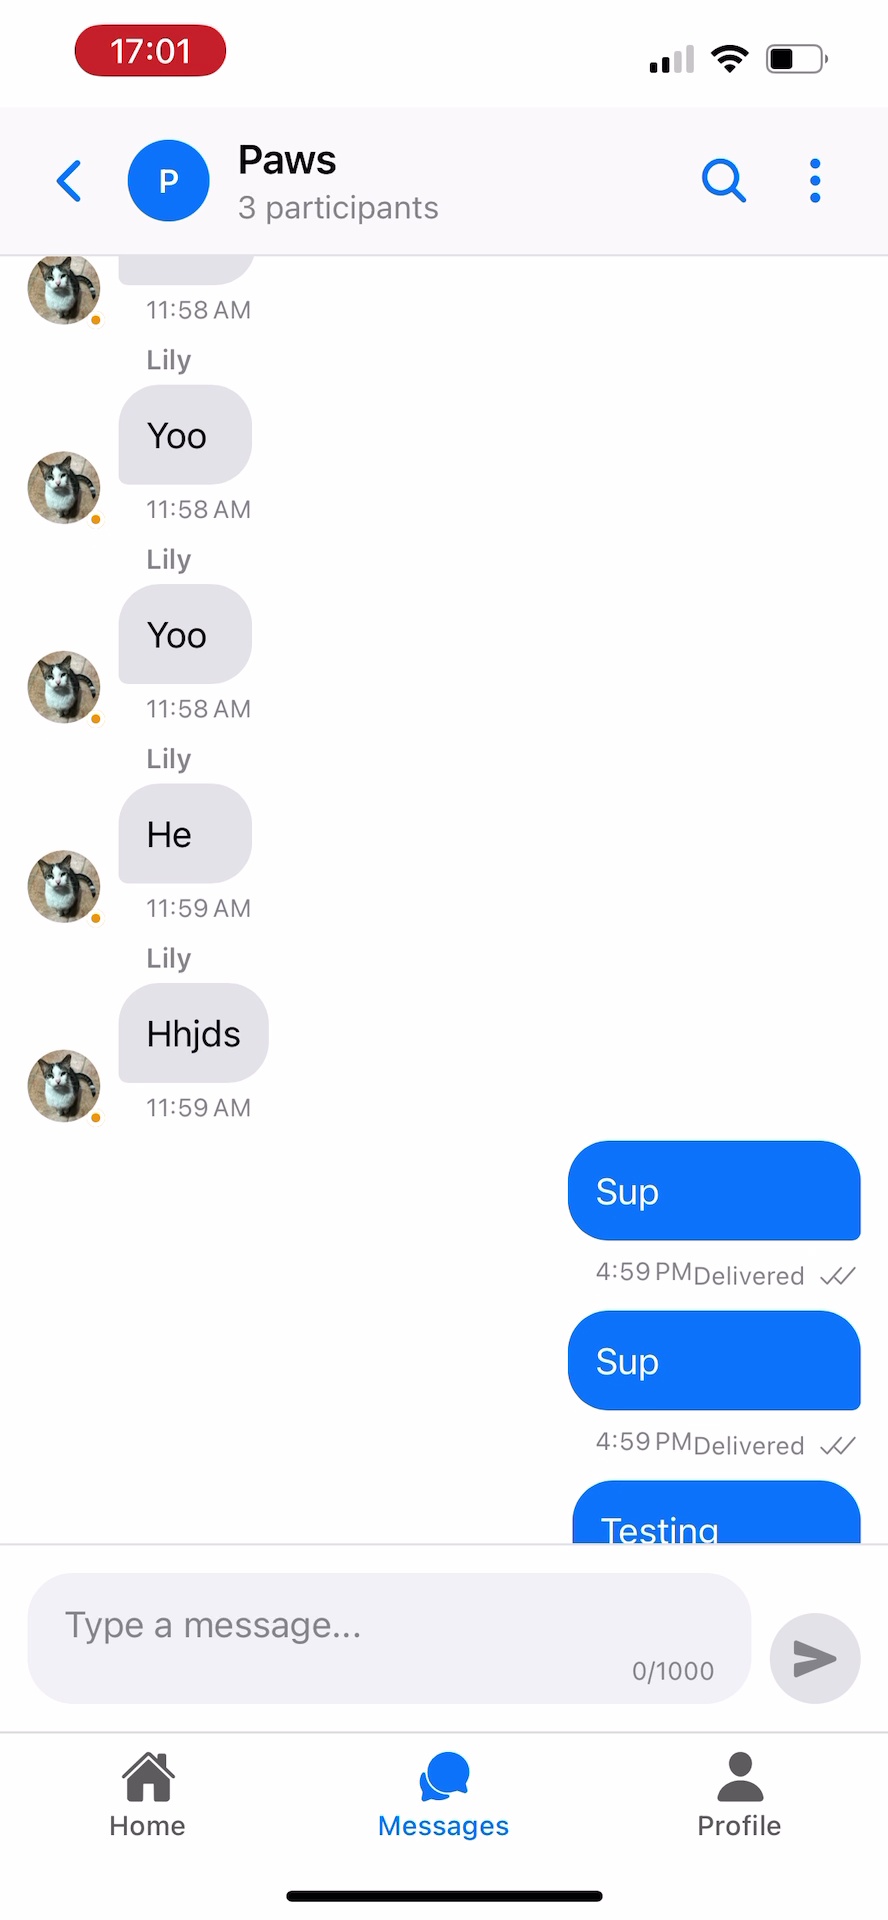 17:01
P
Paws
3 participants
11:58 AM
Lily
Yoo
11:58 AM
Lily
Yoo
11:58 AM
Lily
He
11:59 AM
Lily
Hhjds
11:59 AM
Sup
4:59 PM Delivered
Sup
4:59 PM Delivered
Testing
Type a message...
0/1000
Home
Messages
Profile